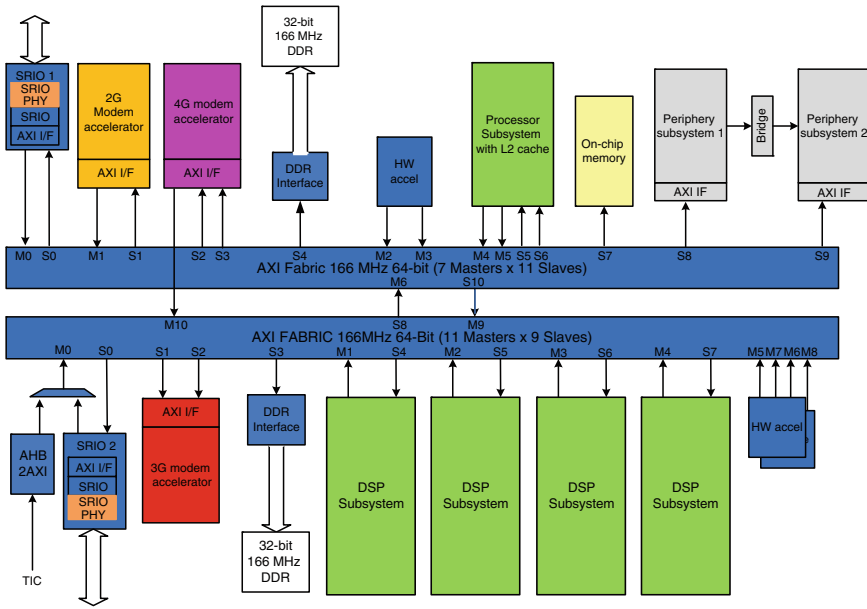 32-bit
166 MHz
DDR
SRIO 1
SRIO
PHY
SRIO
AXI I/F
2G
Modem
accelerator
AXI I/F
4G modem
accelerator
AXI I/F
DDR
Interface
HW
accel
Processor
Subsystem
with L2 cache
On-chip
memory
Periphery
subsystem 1
AXI IF
Bridge
Periphery
subsystem 2
AXI IF
M0 S0 M1 S1 S2 S3 S4 M2 M3 M4 M5 S5 S6 S7 S8 S9
AXI Fabric 166 MHz 64-bit (7 Masters x 11 Slaves)
M6 S10
M10 S8 M9
AXI FABRIC 166MHz 64-Bit (11 Masters x 9 Slaves)
M0 S0 S1 S2 S3 M1 S4 M2 S5 M3 S6 M4 S7 M5 M7 M6 M8
AHB
2AXI
TIC
SRIO 2
AXI I/F
SRIO
SRIO
PHY
AXI I/F
3G modem
accelerator
DDR
Interface
32-bit
166 MHz
DDR
DSP
Subsystem
DSP
Subsystem
DSP
Subsystem
DSP
Subsystem
HW accel